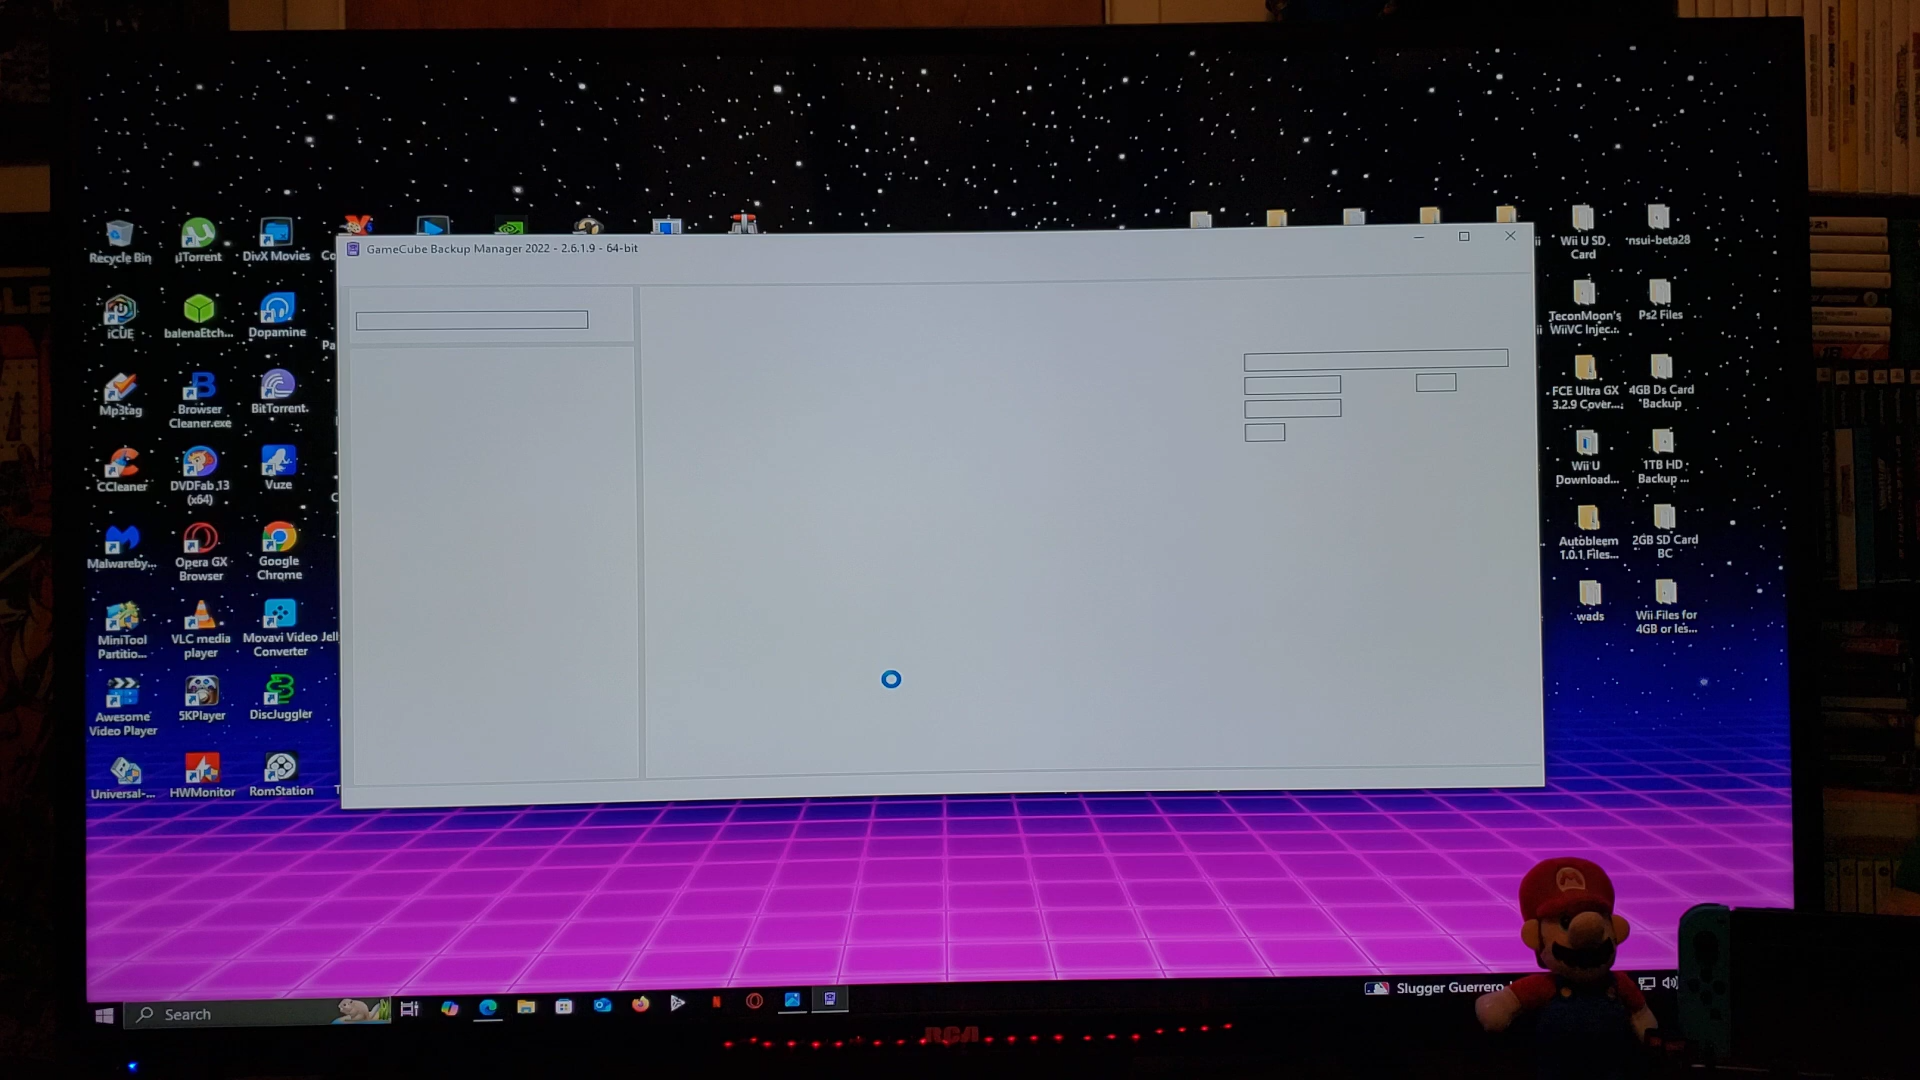 GameCube Backup Manager 2022 - 2.6.1.9 - 64-bit
Recycle Bin
µTorrent
DivX Movies
Co
iCUE
balenaEtch...
Dopamine
Pa
Mp3tag
Browser
Cleaner.exe
BitTorrent.
CCleaner
DVDFab 13
(x64)
Vuze
Malwareby...
Opera GX
Browser
Google
Chrome
MiniTool
Partitio...
VLC media
player
Movavi Video
Converter
Jell
Awesome
Video Player
5KPlayer
DiscJuggler
Universal-...
HWMonitor
RomStation
Wii U SD
Card
nsui-beta28
TeconMoon's
WiiVC Injec...
Ps2 Files
FCE Ultra GX
3.2.9 Cover...
4GB Ds Card
Backup
Wii U
Download...
1TB HD
Backup ...
Autobleem
1.0.1 Files...
2GB SD Card
BC
wads
Wii Files for
4GB or les...
Search
Slugger Guerrero
RCA
M